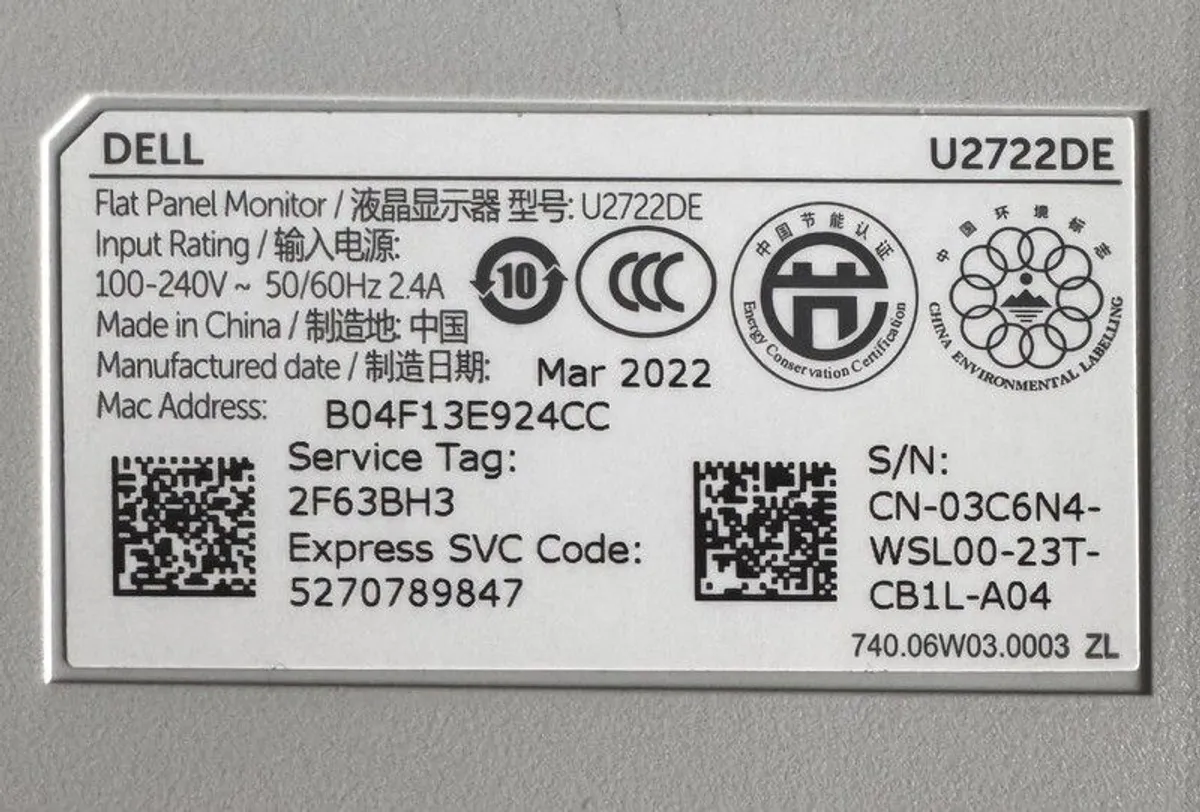 DELL U2722DE
Flat Panel Monitor / 液晶显示器 型号: U2722DE
Input Rating / 输入电源:
100-240V ~ 50/60Hz 2.4A
Made in China / 制造地: 中国
Manufactured date / 制造日期: Mar 2022
Mac Address: B04F13E924CC
10
CCC
中国节能认证
节
Energy Conservation Certification
中国环境标志
CHINA ENVIRONMENTAL LABELLING
Service Tag:
2F63BH3
Express SVC Code:
5270789847
S/N:
CN-03C6N4-
WSL00-23T-
CB1L-A04
740.06W03.0003 ZL